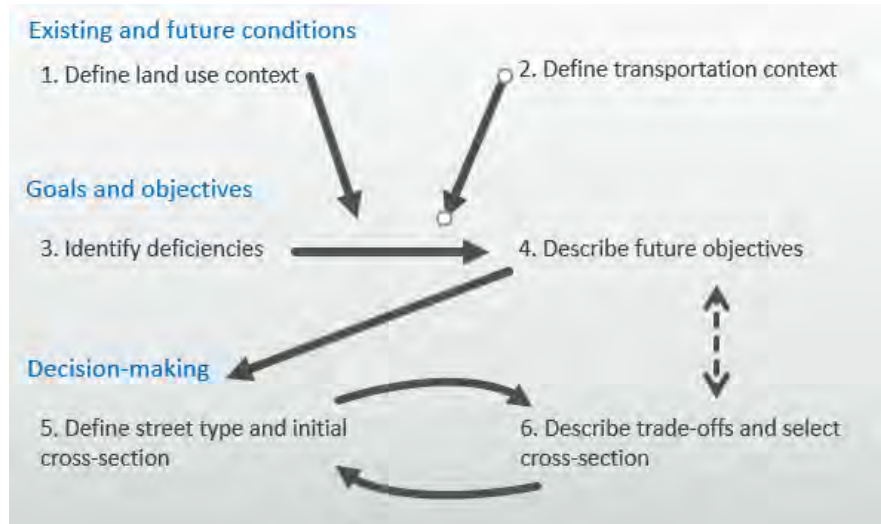 Existing and future conditions
1. Define land use context
2. Define transportation context
Goals and objectives
3. Identify deficiencies
4. Describe future objectives
Decision-making
5. Define street type and initial
cross-section
6. Describe trade-offs and select
cross-section